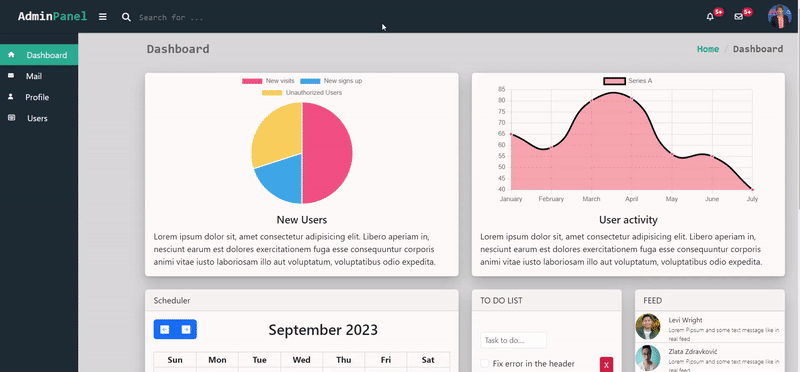 AdminPanel
Search for ...
5+
5+
Dashboard
Mail
Profile
Users
Dashboard
Home / Dashboard
New visits
New signs up
Unauthorized Users
New Users
Lorem ipsum dolor sit, amet consectetur adipisicing elit. Libero aperiam in,
nesciunt earum est dolores exercitationem fuga esse consequuntur corporis
animi vitae iusto laboriosam illo aut voluptatum, voluptatibus odio expedita.
Series A
85
80
75
70
65
60
55
50
45
40
January
February
March
April
May
June
July
User activity
Lorem ipsum dolor sit, amet consectetur adipisicing elit. Libero aperiam in,
nesciunt earum est dolores exercitationem fuga esse consequuntur corporis
animi vitae iusto laboriosam illo aut voluptatum, voluptatibus odio expedita.
Scheduler
September 2023
Sun Mon Tue Wed Thu Fri Sat
TO DO LIST
Task to do...
Fix error in the header
X
FEED
Levi Wright
Lorem Pipsum and some text message like in
real feed
Zlata Zdravković
Lorem Pipsum and some text message like in
real feed